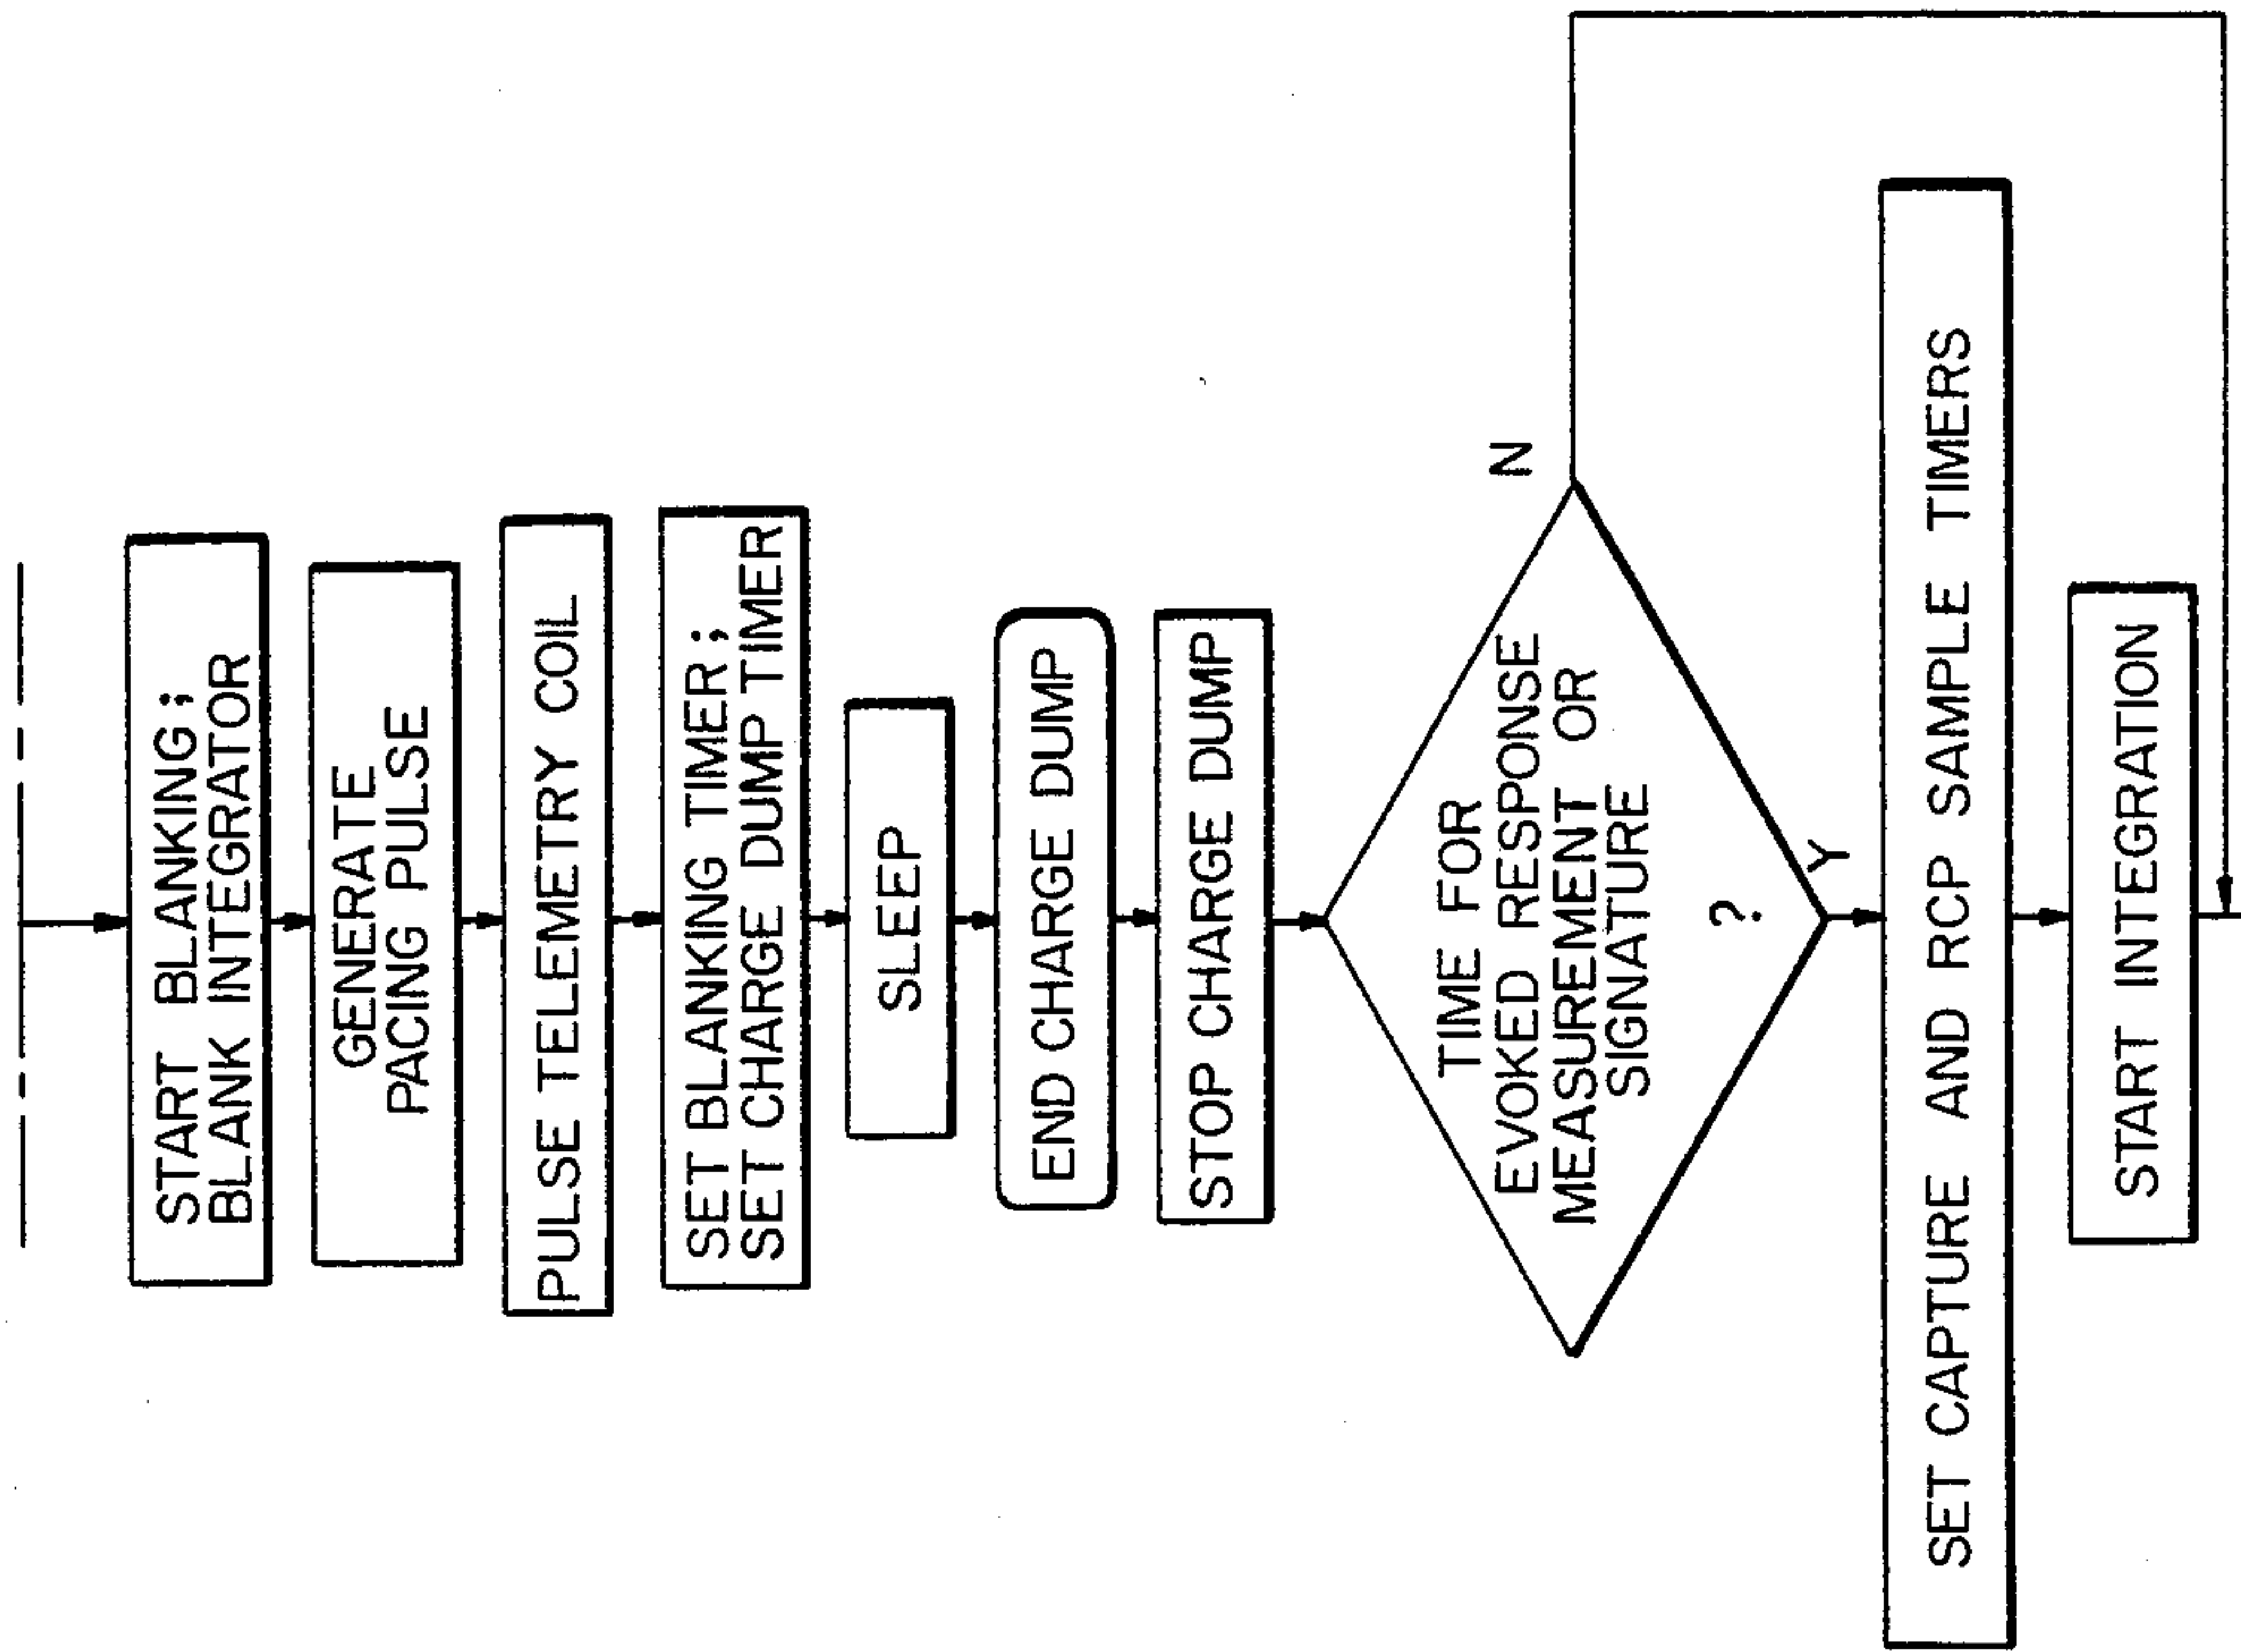 START BLANKING;
BLANK INTEGRATOR
GENERATE
PACING PULSE
PULSE TELEMETRY COIL
SET BLANKING TIMER;
SET CHARGE DUMP TIMER
SLEEP
END CHARGE DUMP
STOP CHARGE DUMP
TIME FOR
EVOKED RESPONSE
MEASUREMENT OR
SIGNATURE
?
N
Y
SET CAPTURE AND RCP SAMPLE TIMERS
START INTEGRATION